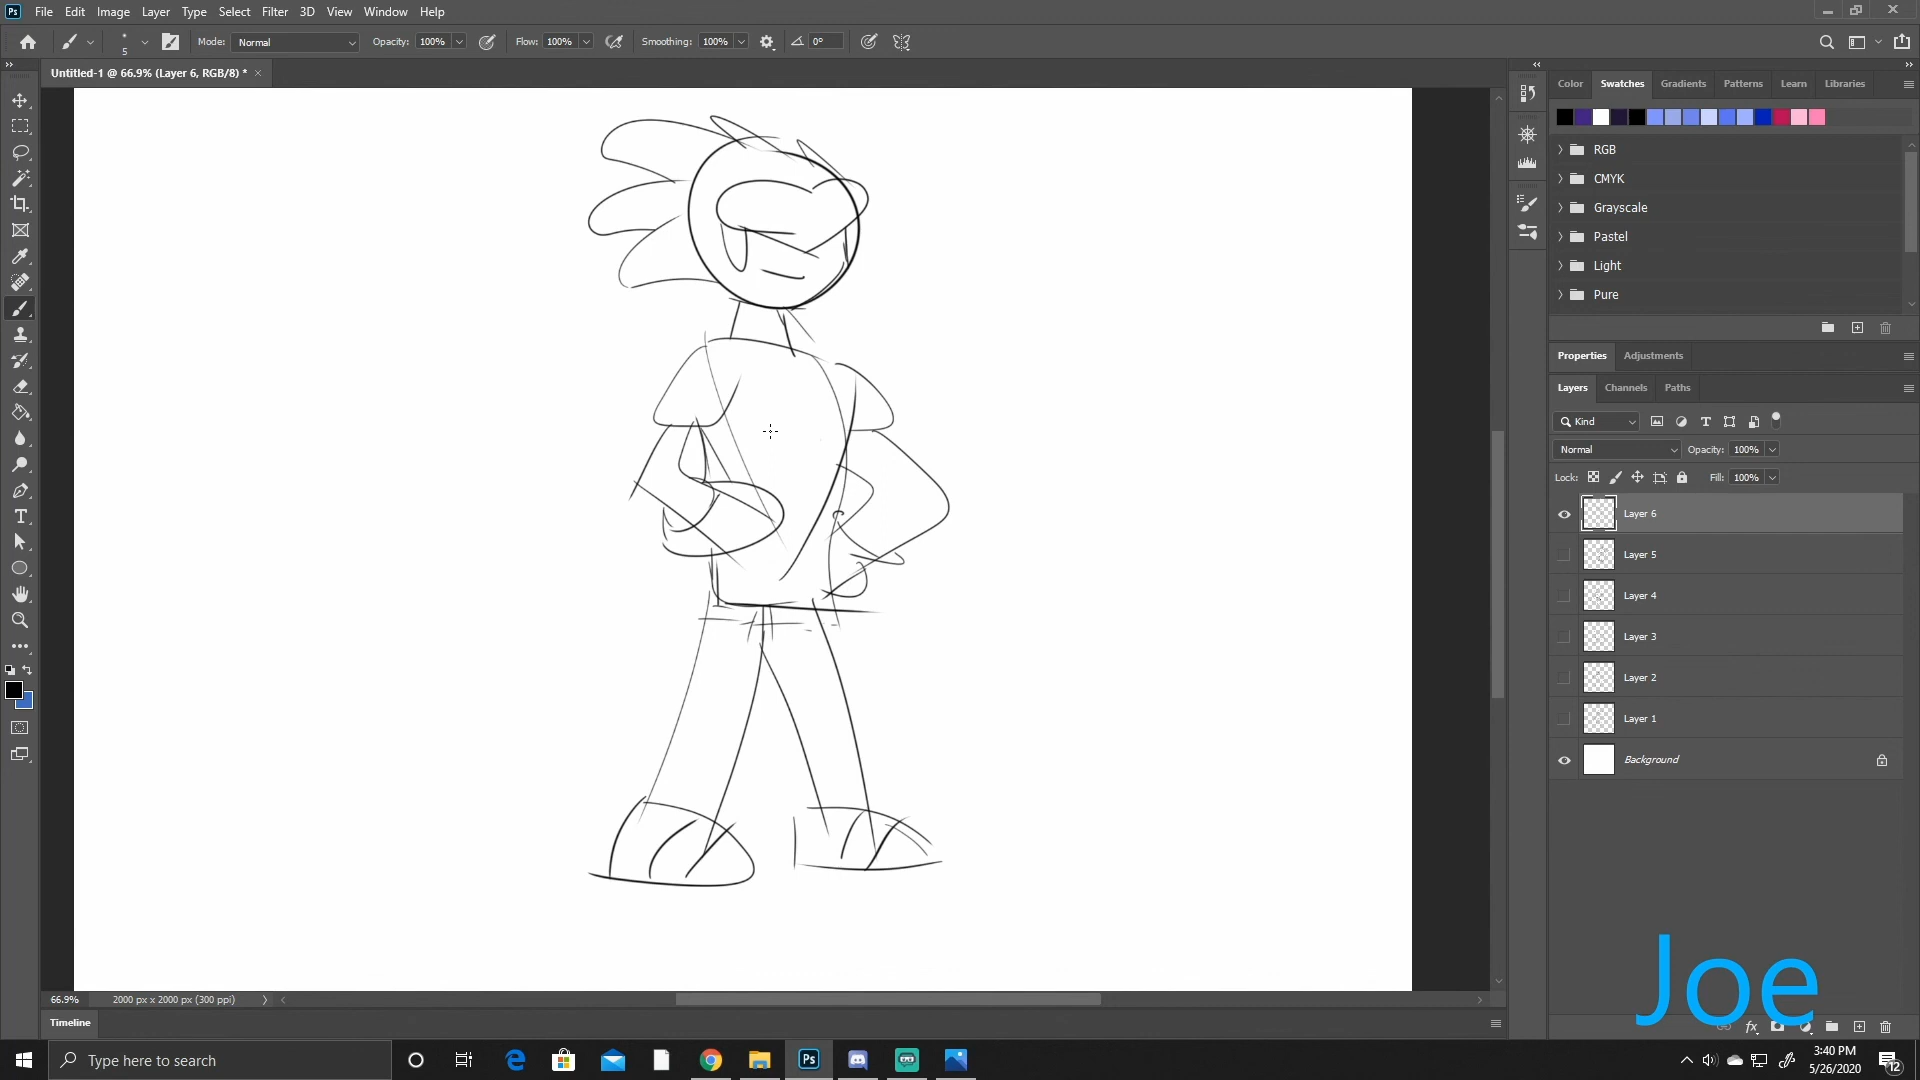 Ps File Edit Image Layer Type Select Filter 3D View Window Help
5 Mode: Normal Opacity: 100% Flow: 100% Smoothing: 100% 0°
Untitled-1 @ 66.9% (Layer 6, RGB/8) *
Color Swatches Gradients Patterns Learn Libraries
RGB
CMYK
Grayscale
Pastel
Light
Pure
Properties Adjustments
Layers Channels Paths
Kind
Normal Opacity: 100%
Lock: Fill: 100%
Layer 6
Layer 5
Layer 4
Layer 3
Layer 2
Layer 1
Background
Joe
66.9% 2000 px x 2000 px (300 ppi)
Timeline
Type here to search
Ps
3:40 PM
5/26/2020
12